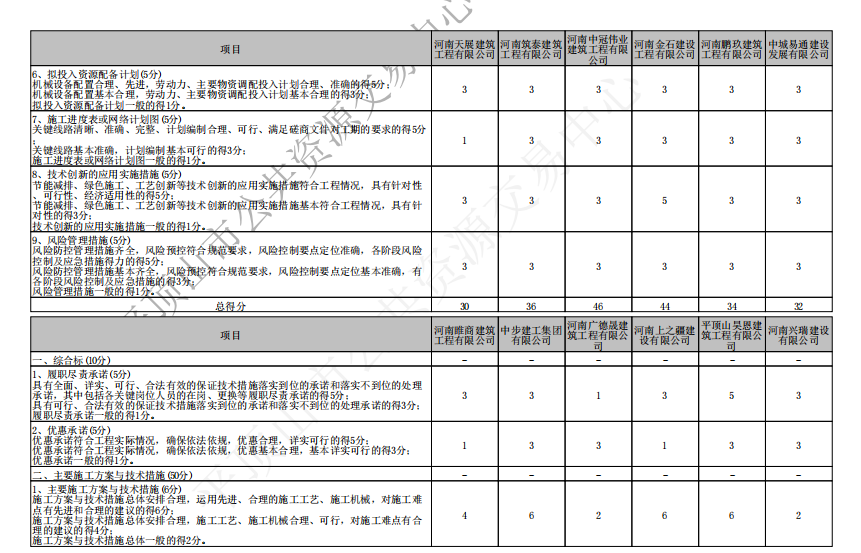 项目
河南天展建筑工程有限公司
河南筑泰建筑工程有限公司
河南中冠伟业建筑工程有限公司
河南金石建设工程有限公司
河南鹏玖建筑工程有限公司
中城易通建设发展有限公司
6、拟投入资源配备计划(5分)
机械设备配置合理、先进，劳动力、主要物资调配投入计划合理、准确的得5分；
机械设备配置基本合理，劳动力、主要物资调配投入计划基本合理的得3分；
拟投入资源配备计划一般的得1分。
3 3 3 3 3 3
7、施工进度表或网络计划图(5分)
关键线路清晰、准确、完整、计划编制合理、可行、满足磋商文件对工期的要求的得5分
；
关键线路基本准确，计划编制基本可行的得3分；
施工进度表或网络计划图一般的得1分。
1 3 3 3 3 3
8、技术创新的应用实施措施(5分)
节能减排、绿色施工、工艺创新等技术创新的应用实施措施符合工程情况，具有针对性
、可行性、经济适用性的得5分；
节能减排、绿色施工、工艺创新等技术创新的应用实施措施基本符合工程情况，具有针
对性的得3分；
技术创新的应用实施措施一般的得1分。
3 3 3 5 3 3
9、风险管理措施(5分)
风险防控管理措施齐全，风险预控符合规范要求，风险控制要点定位准确，各阶段风险
控制及应急措施得力的得5分；
风险防控管理措施基本齐全，风险预控符合规范要求，风险控制要点定位基本准确，有
各阶段风险控制及应急措施的得3分；
风险管理措施一般的得1分。
3 3 3 3 3 3
总得分 30 36 46 44 34 32
项目
河南睢商建筑工程有限公司
中步建工集团有限公司
河南广德晟建筑工程有限公司
河南上之疆建设有限公司
平顶山昊恩建筑工程有限公司
河南兴瑞建设有限公司
一、综合标(10分) – – – – – –
1、履职尽责承诺(5分)
具有全面、详实、可行、合法有效的保证技术措施落实到位的承诺和落实不到位的处理
承诺，其中包括各关键岗位人员的在岗、更换等履职尽责承诺的得5分；
具有可行、合法有效的保证技术措施落实到位的承诺和落实不到位的处理承诺的得3分；
履职尽责承诺一般的得1分。
3 3 1 3 5 3
2、优惠承诺(5分)
优惠承诺符合工程实际情况，确保依法依规，优惠合理，详实可行的得5分；
优惠承诺符合工程实际情况，确保依法依规，优惠基本合理，基本详实可行的得3分；
优惠承诺一般的得1分。
1 3 3 1 3 3
二、主要施工方案与技术措施(50分) – – – – – –
1、主要施工方案与技术措施(6分)
施工方案与技术措施总体安排合理，运用先进、合理的施工工艺、施工机械，对施工难
点有先进和合理的建议的得6分；
施工方案与技术措施总体安排合理，施工工艺、施工机械合理、可行，对施工难点有合
理的建议的得4分；
施工方案与技术措施总体一般的得2分。
4 6 2 6 6 2
平顶山市公共资源交易中心
平顶山市公共资源交易中心